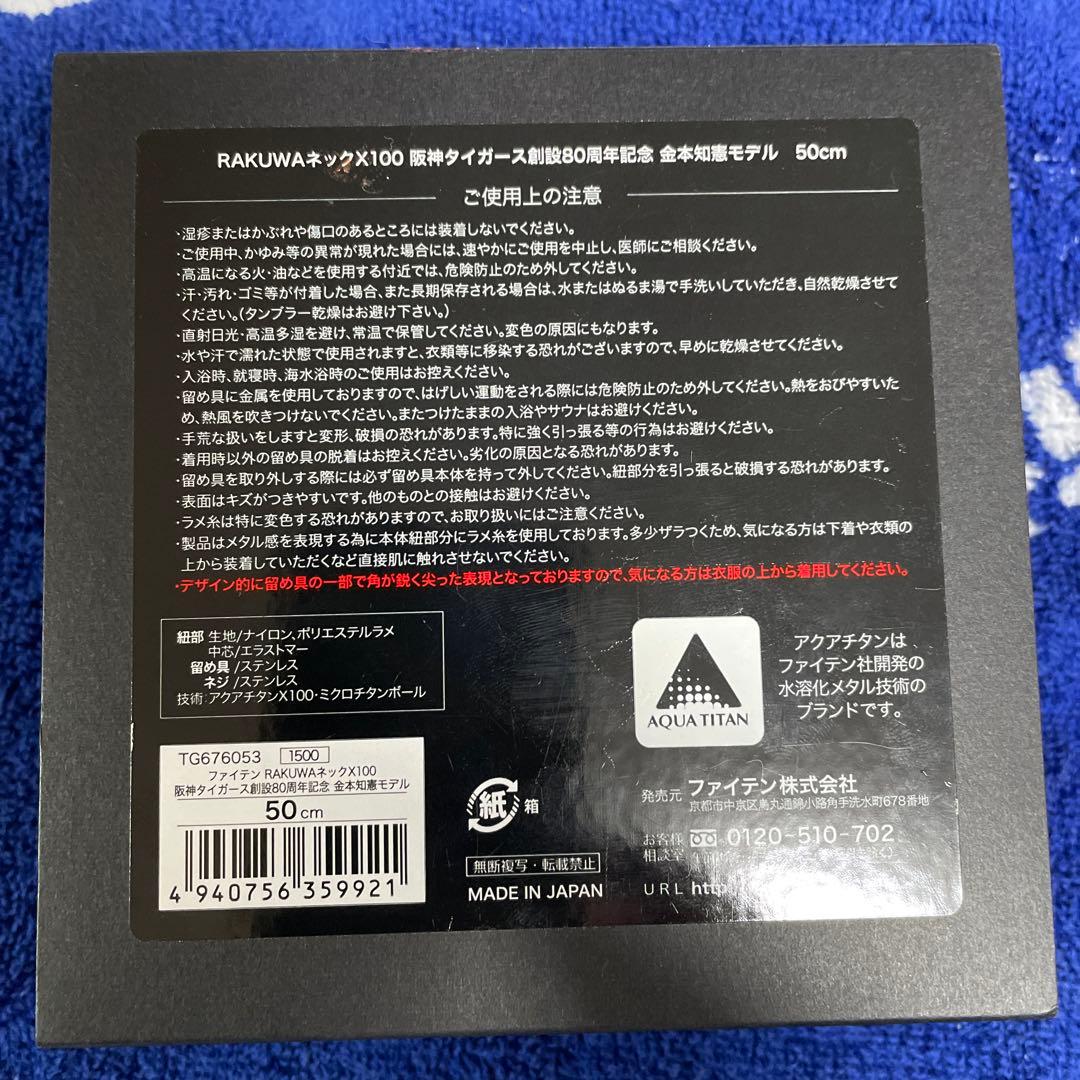 RAKUWAネックX100 阪神タイガース創設80周年記念 金本知憲モデル 50cm
ご使用上の注意
・湿疹またはかぶれや傷口のあるところには装着しないでください。
・ご使用中、かゆみ等の異常が現れた場合には、速やかにご使用を中止し、医師にご相談ください。
・高温になる火・油などを使用する付近では、危険防止のため外してください。
・汗・汚れ・ゴミ等が付着した場合、また長期保存される場合は、水またはぬるま湯で手洗いしていただき、自然乾燥させて
ください。(タンブラー乾燥はお避け下さい。)
・直射日光・高温多湿を避け、常温で保管してください。変色の原因にもなります。
・水や汗で濡れた状態で使用されますと、衣類等に移染する恐れがございますので、早めに乾燥させてください。
・入浴時、就寝時、海水浴時のご使用はお控えください。
・留め具に金属を使用しておりますので、はげしい運動をされる際には危険防止のため外してください。熱をおびやすいた
め、熱風を吹きつけないでください。またつけたままの入浴やサウナはお避けください。
・手荒な扱いをしますと変形、破損の恐れがあります。特に強く引っ張る等の行為はお避けください。
・着用時以外の留め具の脱着はお控えください。劣化の原因となる恐れがあります。
・留め具を取り外しする際には必ず留め具本体を持って外してください。紐部分を引っ張ると破損する恐れがあります。
・表面はキズがつきやすいです。他のものとの接触はお避けください。
・ラメ糸は特に変色する恐れがありますので、お取り扱いにはご注意ください。
・製品はメタル感を表現する為に本体紐部分にラメ糸を使用しております。多少ザラつくため、気になる方は下着や衣類の
上から装着していただくなど直接肌に触れさせないでください。
・デザイン的に留め具の一部で角が鋭く尖った表現となっておりますので、気になる方は衣服の上から着用してください。
紐部 生地/ナイロン、ポリエステルラメ
中芯/エラストマー
留め具/ステンレス
ネジ/ステンレス
技術:アクアチタンX100・ミクロチタンボール
AQUA TITAN
アクアチタンは
ファイテン社開発の
水溶化メタル技術の
ブランドです。
TG676053 1500
ファイテン RAKUWAネックX100
阪神タイガース創設80周年記念 金本知憲モデル
50cm
4 940756 359921
紙 箱
無断複写・転載禁止
MADE IN JAPAN
発売元 ファイテン株式会社
京都市中京区烏丸通錦小路角手洗水町678番地
お客様
相談室 0120-510-702
URL http